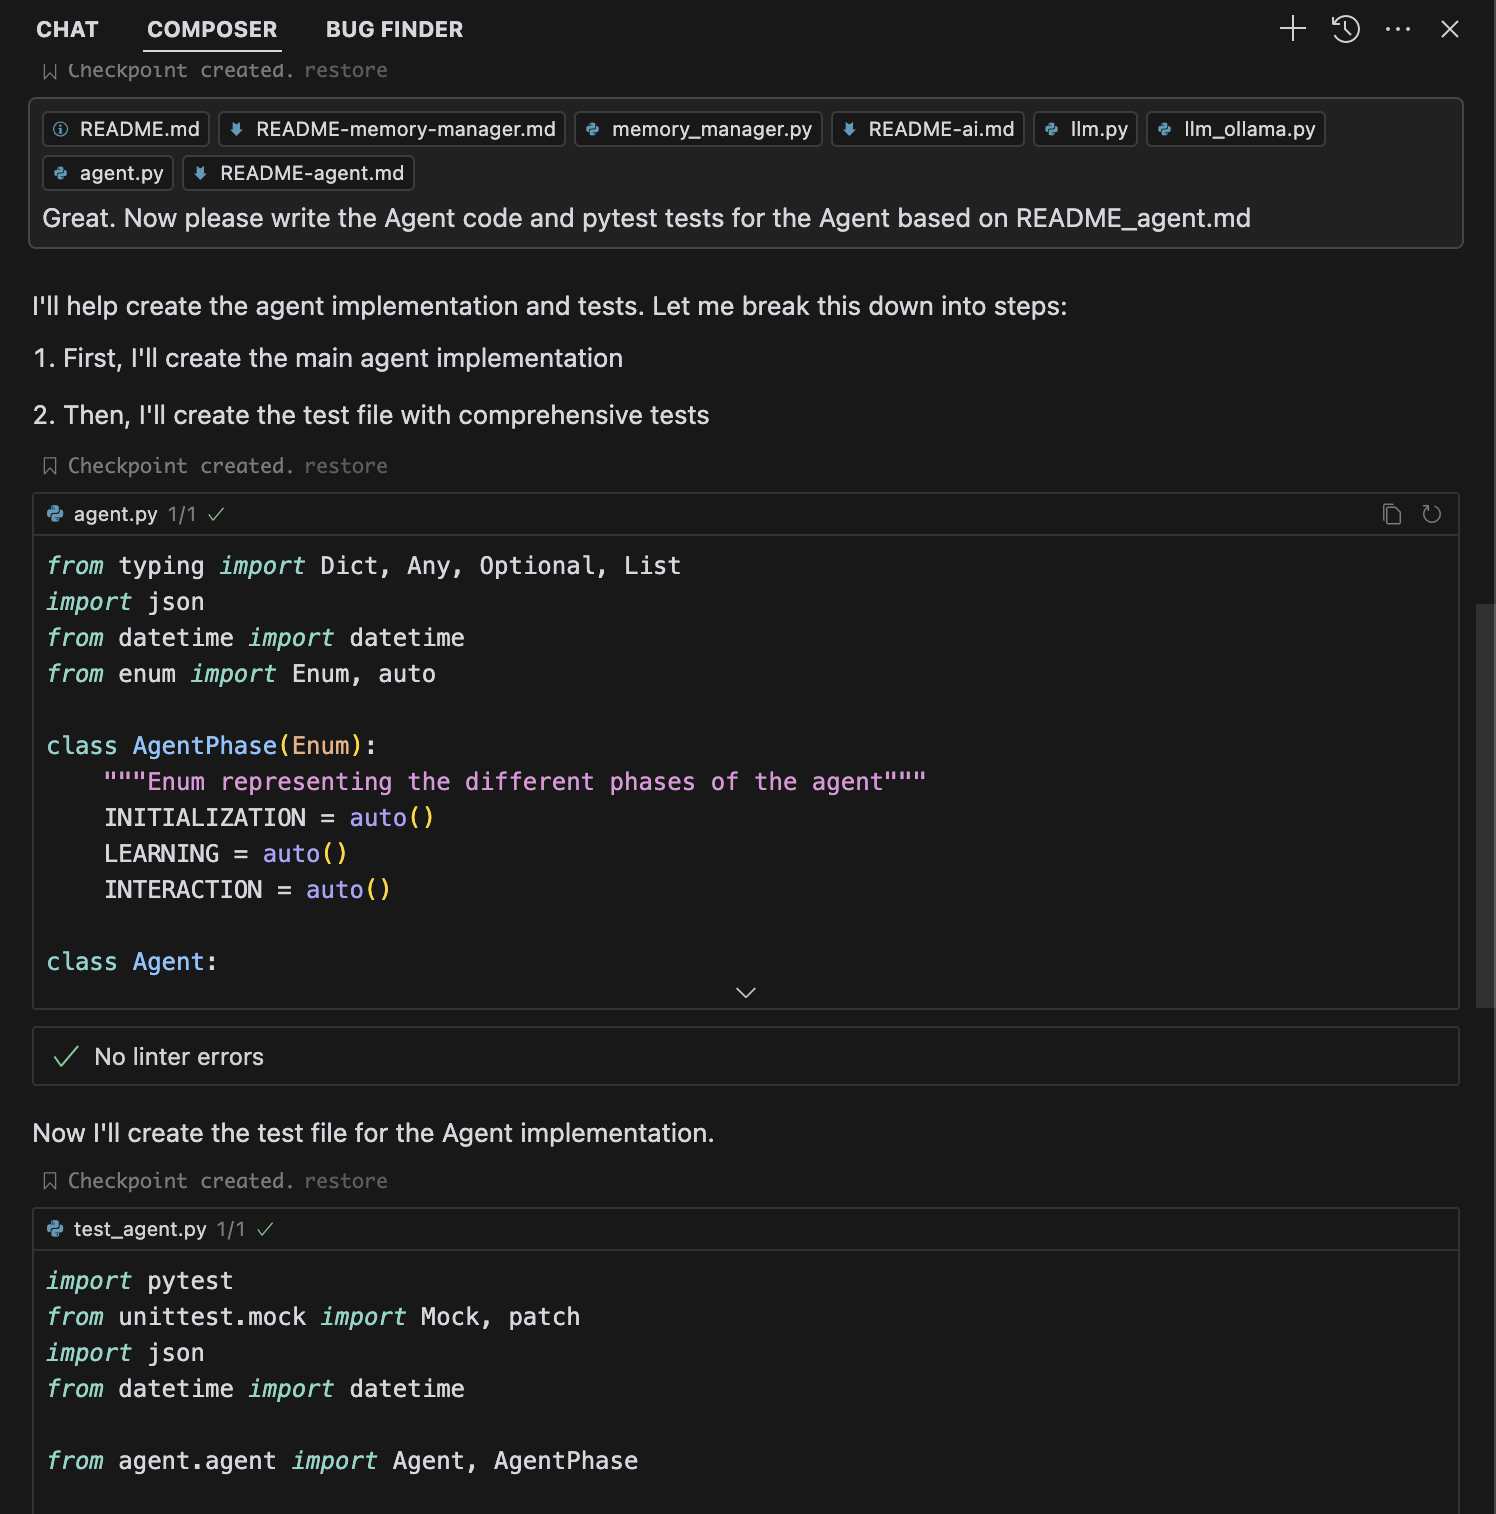 CHAT COMPOSER BUG FINDER
Checkpoint created. restore
README.md README-memory-manager.md memory_manager.py README-ai.md llm.py llm_ollama.py
agent.py README-agent.md
Great. Now please write the Agent code and pytest tests for the Agent based on README_agent.md
I'll help create the agent implementation and tests. Let me break this down into steps:
1. First, I'll create the main agent implementation
2. Then, I'll create the test file with comprehensive tests
Checkpoint created. restore
agent.py 1/1
from typing import Dict, Any, Optional, List
import json
from datetime import datetime
from enum import Enum, auto
class AgentPhase(Enum):
    """Enum representing the different phases of the agent"""
    INITIALIZATION = auto()
    LEARNING = auto()
    INTERACTION = auto()
class Agent:
No linter errors
Now I'll create the test file for the Agent implementation.
Checkpoint created. restore
test_agent.py 1/1
import pytest
from unittest.mock import Mock, patch
import json
from datetime import datetime
from agent.agent import Agent, AgentPhase